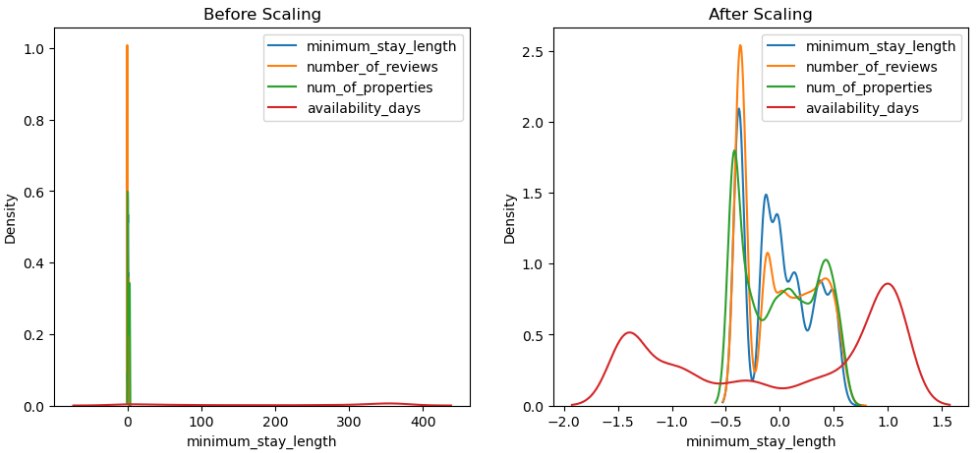 Before Scaling
1.0
0.8
0.6
0.4
0.2
0.0
Density
0
100
200
300
400
minimum_stay_length
minimum_stay_length
number_of_reviews
num_of_properties
availability_days
After Scaling
2.5
2.0
1.5
1.0
0.5
0.0
Density
−2.0
−1.5
−1.0
−0.5
0.0
0.5
1.0
1.5
minimum_stay_length
minimum_stay_length
number_of_reviews
num_of_properties
availability_days